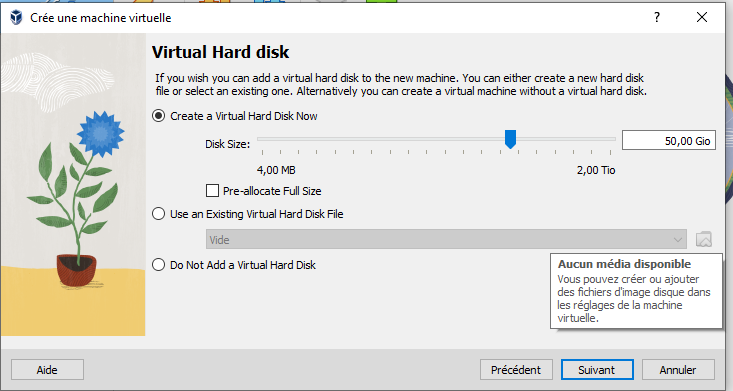 Crée une machine virtuelle
Virtual Hard disk
If you wish you can add a virtual hard disk to the new machine. You can either create a new hard disk
file or select an existing one. Alternatively you can create a virtual machine without a virtual hard disk.
Create a Virtual Hard Disk Now
Disk Size:
50,00 Gio
4,00 MB
2,00 Tio
Pre-allocate Full Size
Use an Existing Virtual Hard Disk File
Vide
Do Not Add a Virtual Hard Disk
Aucun média disponible
Vous pouvez créer ou ajouter
des fichiers d'image disque dans
les réglages de la machine
virtuelle.
Aide
Précédent
Suivant
Annuler